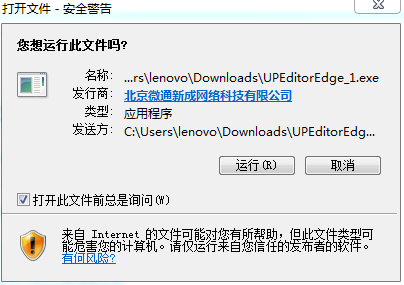 打开文件 - 安全警告
您想运行此文件吗?
名称: ...rs\lenovo\Downloads\UPEditorEdge_1.exe
发行商: 北京微通新成网络科技有限公司
类型: 应用程序
发送方: C:\Users\lenovo\Downloads\UPEditorEdg...
运行(R) 取消
打开此文件前总是询问(W)
来自 Internet 的文件可能对您有所帮助，但此文件类型可
能危害您的计算机。请仅运行来自您信任的发布者的软件。
有何风险?